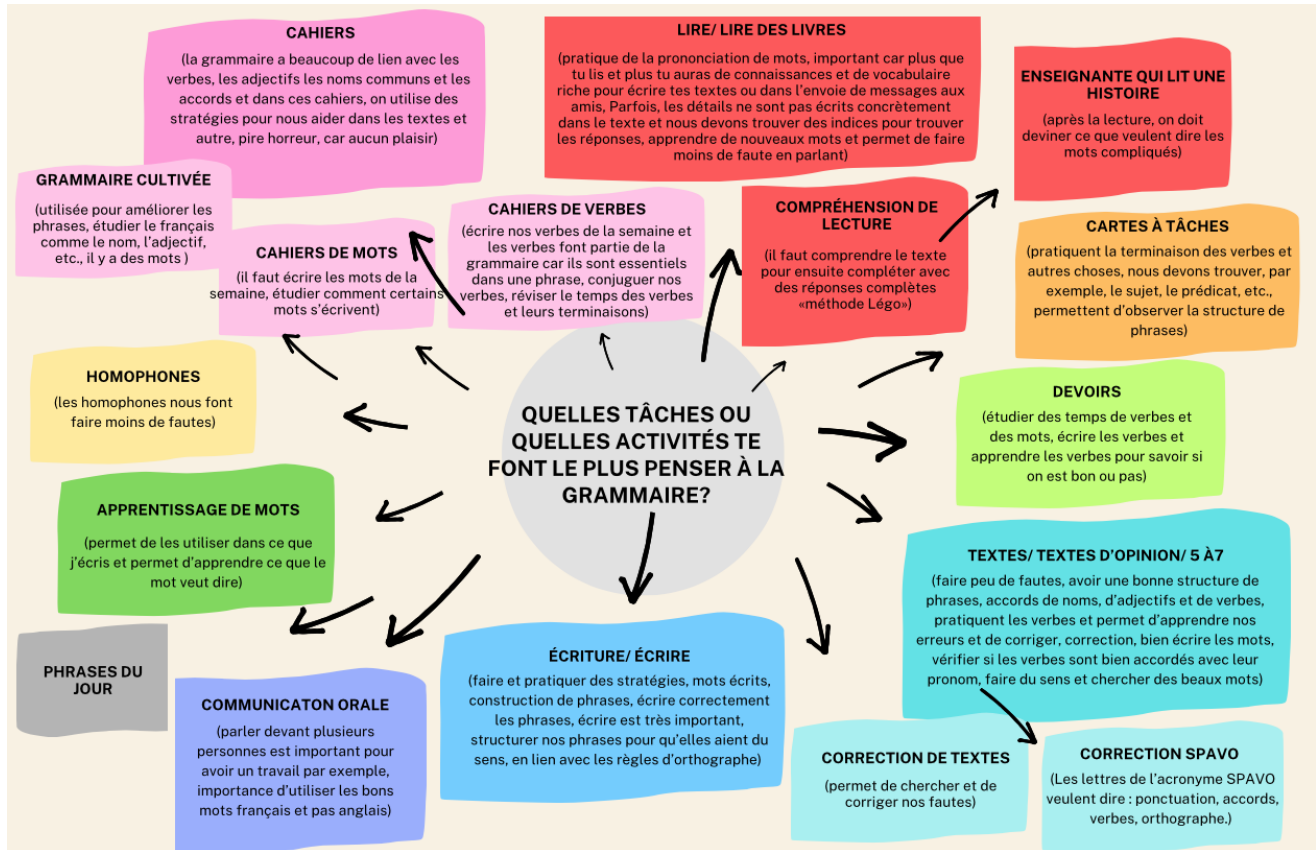 CAHIERS
(la grammaire a beaucoup de lien avec les
verbes, les adjectifs les noms communs et les
accords et dans ces cahiers, on utilise des
stratégies pour nous aider dans les textes et
autre, pire horreur, car aucun plaisir)
LIRE/ LIRE DES LIVRES
(pratique de la prononciation de mots, important car plus que
tu lis et plus tu auras de connaissances et de vocabulaire
riche pour écrire tes textes ou dans l'envoie de messages aux
amis, Parfois, les détails ne sont pas écrits concrètement
dans le texte et nous devons trouver des indices pour trouver
les réponses, apprendre de nouveaux mots et permet de faire
moins de faute en parlant)
ENSEIGNANTE QUI LIT UNE
HISTOIRE
(après la lecture, on doit
deviner ce que veulent dire les
mots compliqués)
GRAMMAIRE CULTIVÉE
(utilisée pour améliorer les
phrases, étudier le français
comme le nom, l'adjectif,
etc., il y a des mots )
CAHIERS DE MOTS
(il faut écrire les mots de la
semaine, étudier comment certains
mots s'écrivent)
CAHIERS DE VERBES
(écrire nos verbes de la semaine et
les verbes font partie de la
grammaire car ils sont essentiels
dans une phrase, conjuguer nos
verbes, réviser le temps des verbes
et leurs terminaisons)
COMPRÉHENSION DE
LECTURE
(il faut comprendre le texte
pour ensuite compléter avec
des réponses complètes
«méthode Légo»)
CARTES À TÂCHES
(pratiquent la terminaison des verbes et
autres choses, nous devons trouver, par
exemple, le sujet, le prédicat, etc.,
permettent d'observer la structure de
phrases)
HOMOPHONES
(les homophones nous font
faire moins de fautes)
QUELLES TÂCHES OU
QUELLES ACTIVITÉS TE
FONT LE PLUS PENSER À LA
GRAMMAIRE?
DEVOIRS
(étudier des temps de verbes et
des mots, écrire les verbes et
apprendre les verbes pour savoir si
on est bon ou pas)
APPRENTISSAGE DE MOTS
(permet de les utiliser dans ce que
j'écris et permet d'apprendre ce que le
mot veut dire)
TEXTES/ TEXTES D'OPINION/ 5 À7
(faire peu de fautes, avoir une bonne structure de
phrases, accords de noms, d'adjectifs et de verbes,
pratiquent les verbes et permet d'apprendre nos
erreurs et de corriger, correction, bien écrire les mots,
vérifier si les verbes sont bien accordés avec leur
pronom, faire du sens et chercher des beaux mots)
PHRASES DU
JOUR
COMMUNICATON ORALE
(parler devant plusieurs
personnes est important pour
avoir un travail par exemple,
importance d'utiliser les bons
mots français et pas anglais)
ÉCRITURE/ ÉCRIRE
(faire et pratiquer des stratégies, mots écrits,
construction de phrases, écrire correctement
les phrases, écrire est très important,
structurer nos phrases pour qu'elles aient du
sens, en lien avec les règles d'orthographe)
CORRECTION DE TEXTES
(permet de chercher et de
corriger nos fautes)
CORRECTION SPAVO
(Les lettres de l'acronyme SPAVO
veulent dire : ponctuation, accords,
verbes, orthographe.)